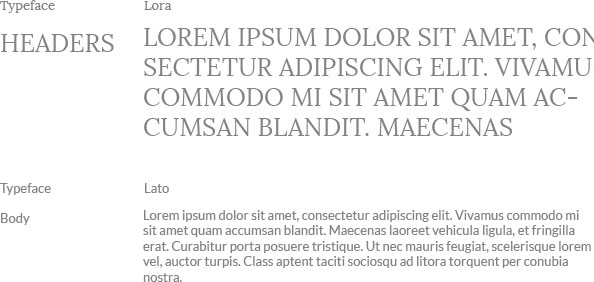 Typeface Lora
HEADERS
LOREM IPSUM DOLOR SIT AMET, CON
SECTETUR ADIPISCING ELIT. VIVAMU
COMMODO MI SIT AMET QUAM AC-
CUMSAN BLANDIT. MAECENAS
Typeface Lato
Body
Lorem ipsum dolor sit amet, consectetur adipiscing elit. Vivamus commodo mi
sit amet quam accumsan blandit. Maecenas laoreet vehicula ligula, et fringilla
erat. Curabitur porta posuere tristique. Ut nec mauris feugiat, scelerisque lorem
vel, auctor turpis. Class aptent taciti sociosqu ad litora torquent per conubia
nostra.